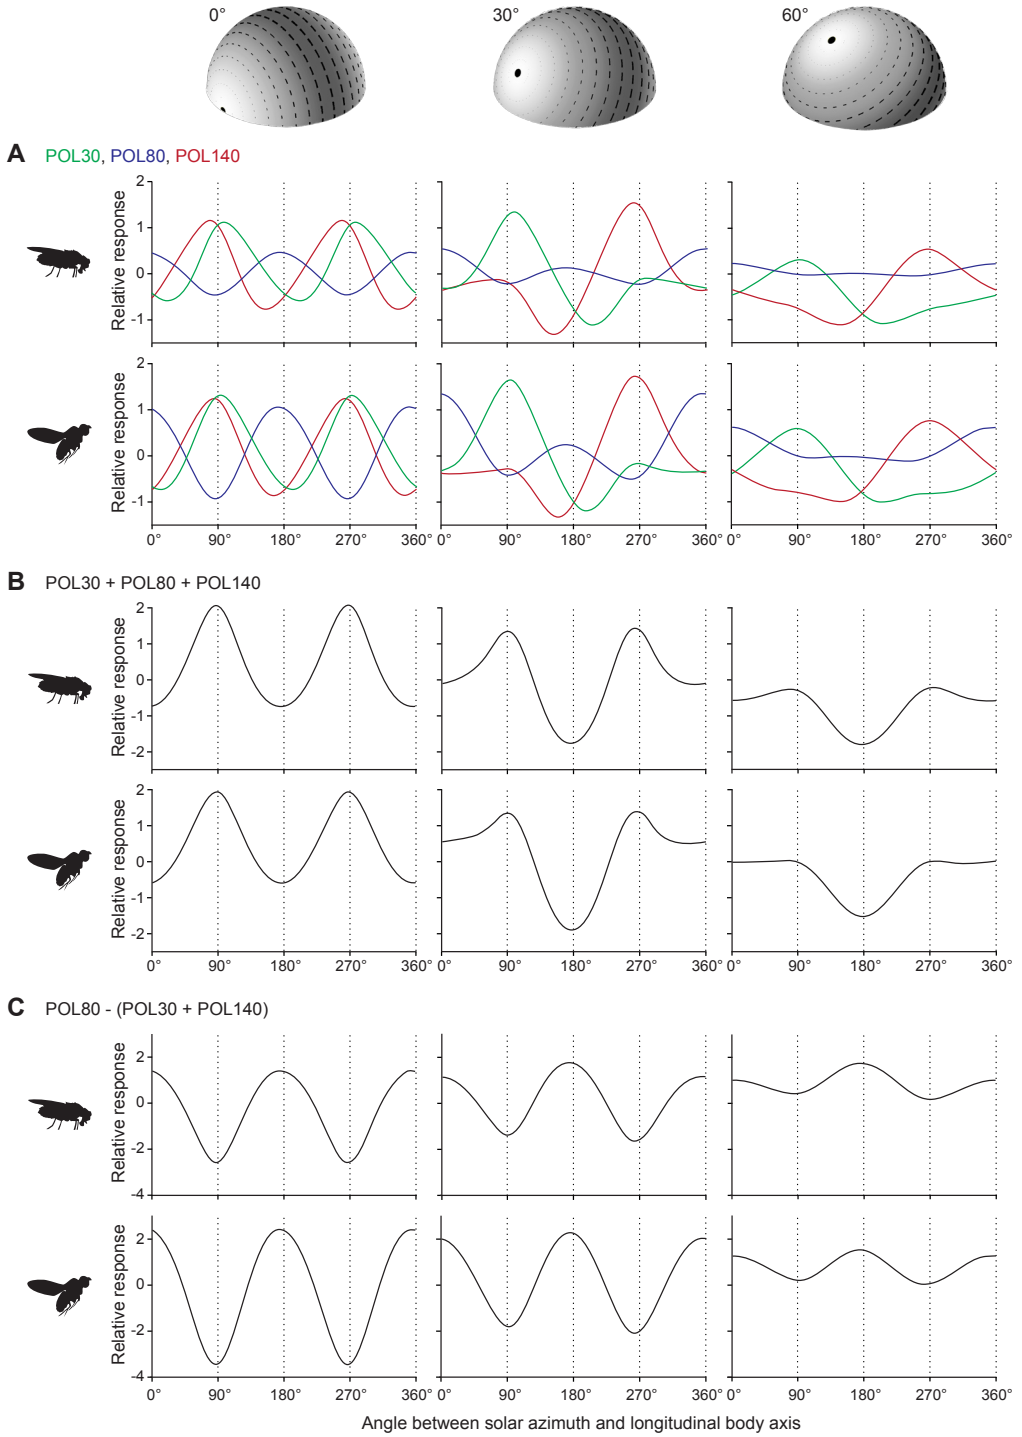 0°
30°
60°
A POL30, POL80, POL140
Relative response
2
1
0
-1
Relative response
2
1
0
-1
0° 90° 180° 270° 360° 0° 90° 180° 270° 360° 0° 90° 180° 270° 360°
B POL30 + POL80 + POL140
Relative response
2
1
0
-1
-2
Relative response
2
1
0
-1
-2
0° 90° 180° 270° 360° 0° 90° 180° 270° 360° 0° 90° 180° 270° 360°
C POL80 - (POL30 + POL140)
Relative response
2
0
-2
-4
Relative response
2
0
-2
-4
0° 90° 180° 270° 360° 0° 90° 180° 270° 360° 0° 90° 180° 270° 360°
Angle between solar azimuth and longitudinal body axis